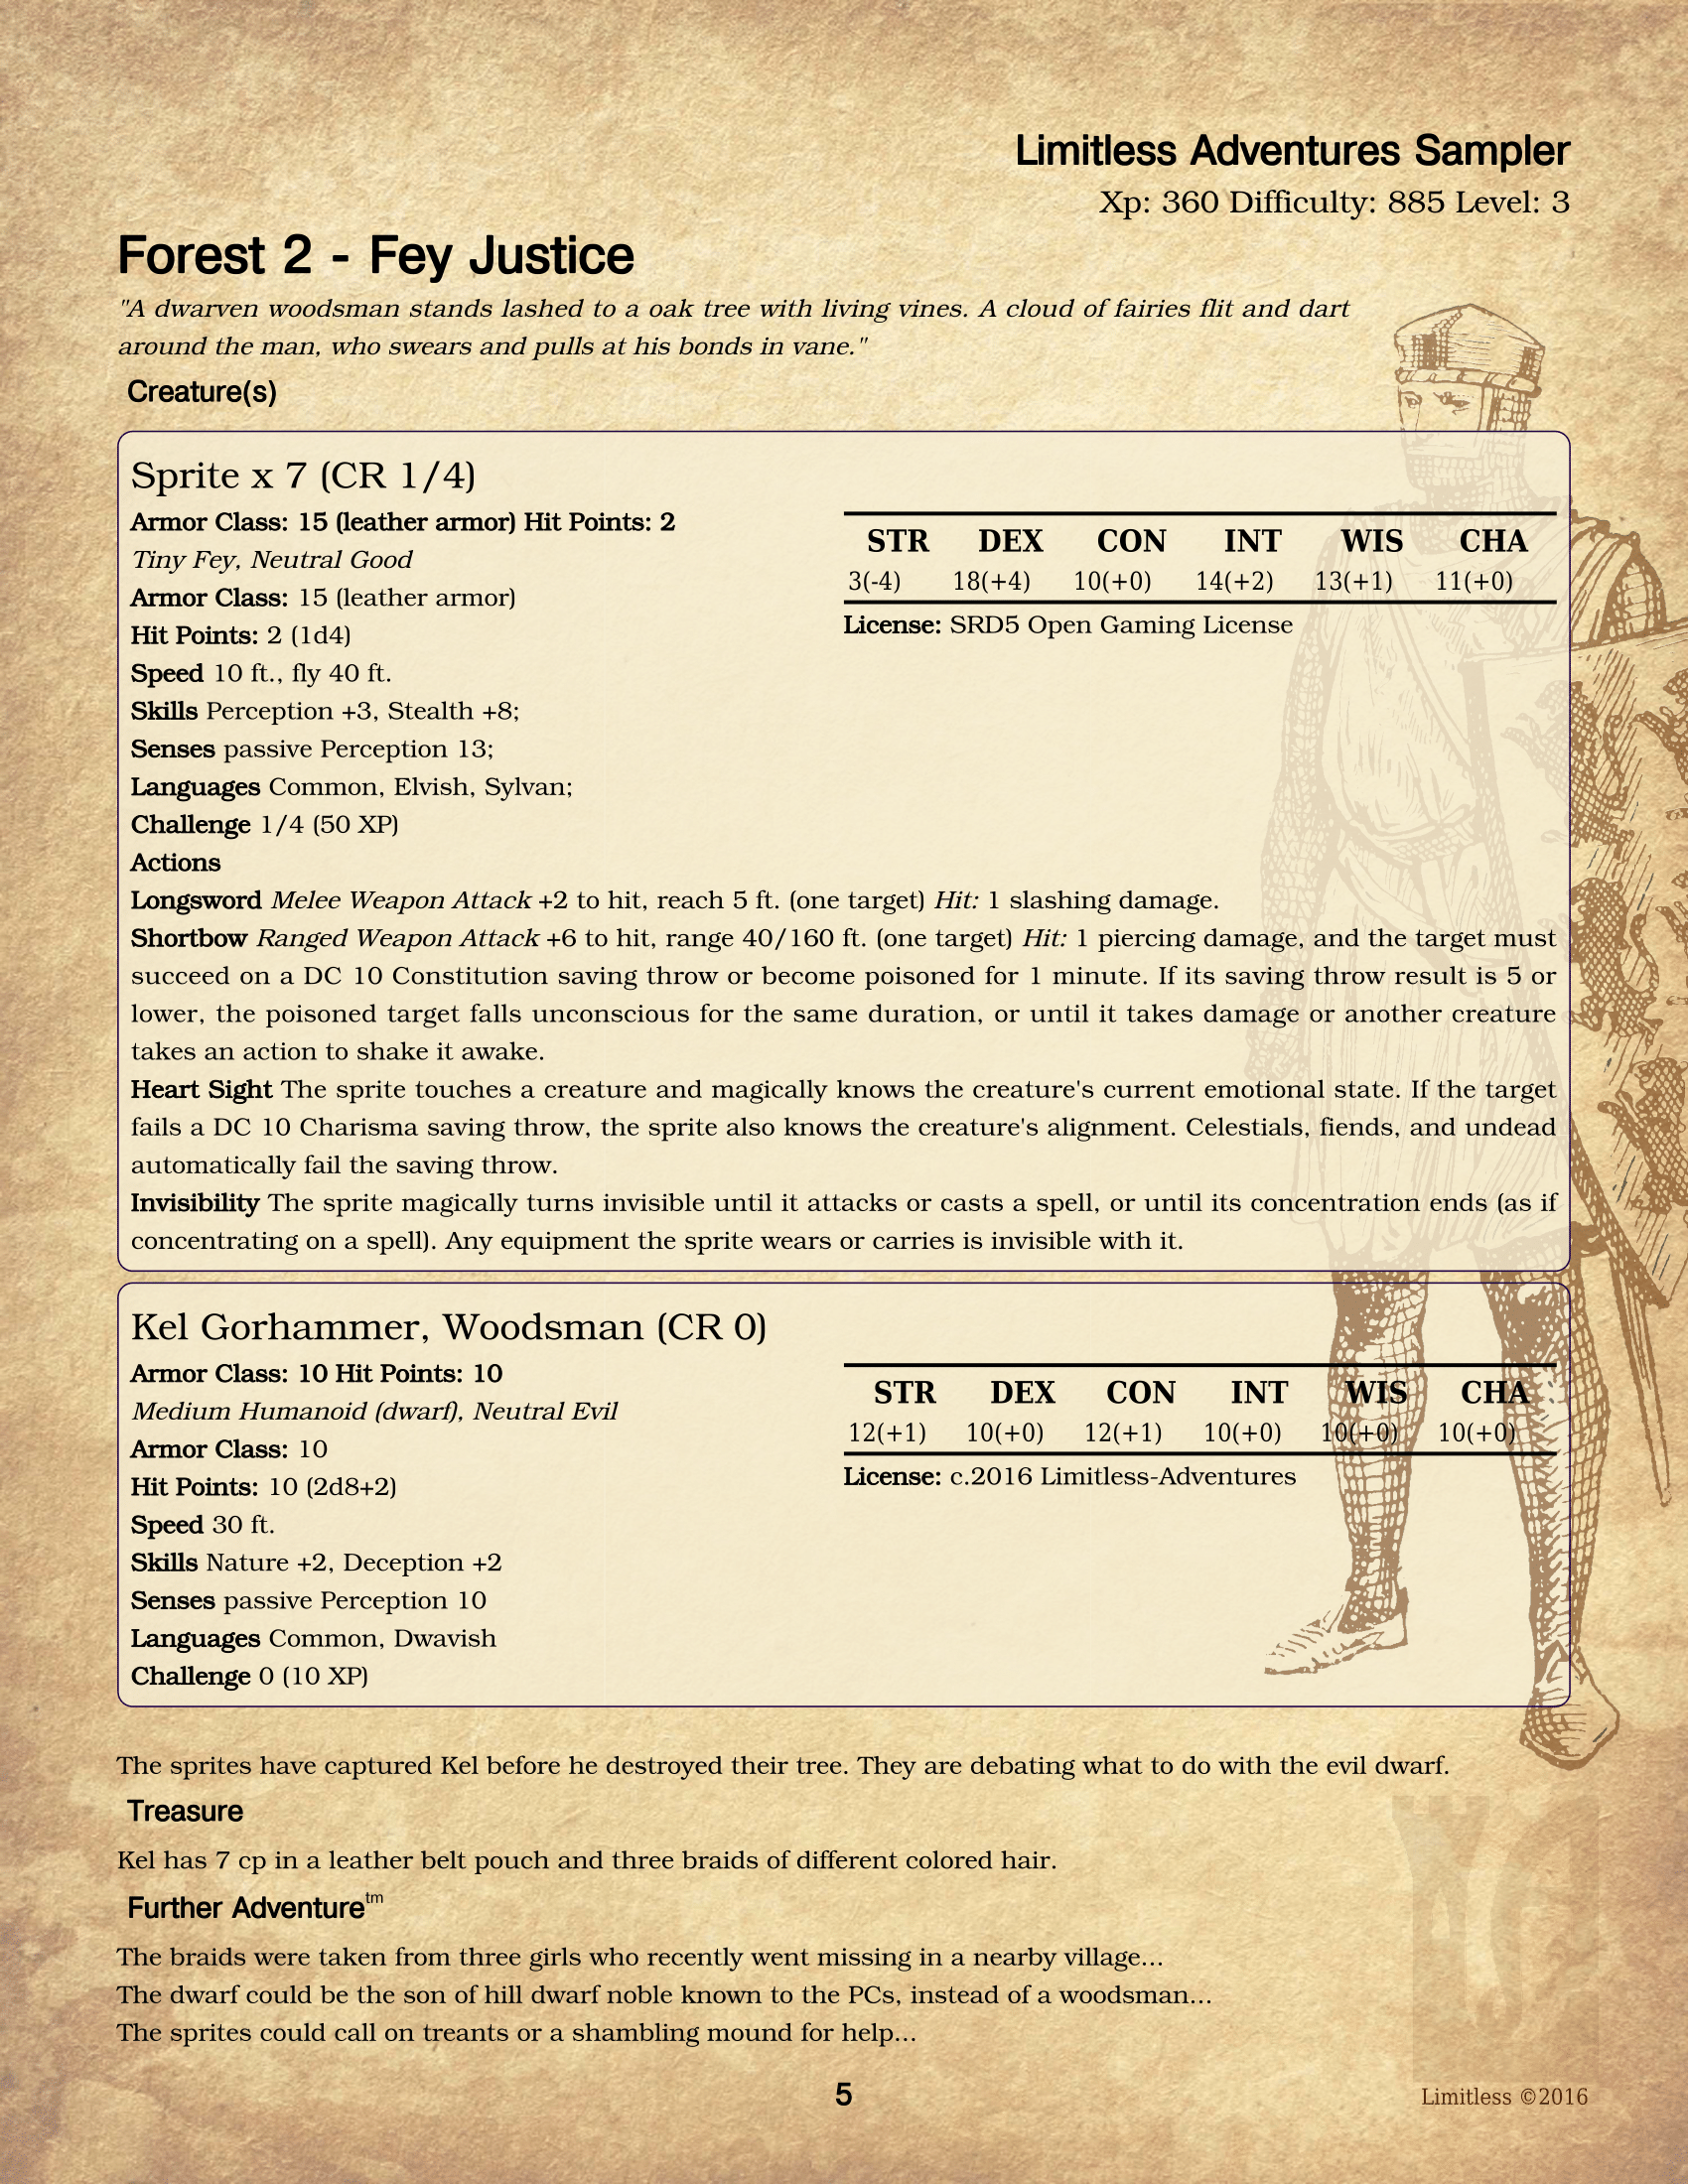 Limitless Adventures Sampler
Xp: 360 Difficulty: 885 Level: 3
Forest 2 - Fey Justice
"A dwarven woodsman stands lashed to a oak tree with living vines. A cloud of fairies flit and dart
around the man, who swears and pulls at his bonds in vane."
Creature(s)
Sprite x 7 (CR 1/4)
Armor Class: 15 (leather armor) Hit Points: 2
Tiny Fey, Neutral Good
Armor Class: 15 (leather armor)
Hit Points: 2 (1d4)
Speed 10 ft., fly 40 ft.
Skills Perception +3, Stealth +8;
Senses passive Perception 13;
Languages Common, Elvish, Sylvan;
Challenge 1/4 (50 XP)
STR DEX CON INT WIS CHA
3(-4) 18(+4) 10(+0) 14(+2) 13(+1) 11(+0)
License: SRD5 Open Gaming License
Actions
Longsword Melee Weapon Attack +2 to hit, reach 5 ft. (one target) Hit: 1 slashing damage.
Shortbow Ranged Weapon Attack +6 to hit, range 40/160 ft. (one target) Hit: 1 piercing damage, and the target must
succeed on a DC 10 Constitution saving throw or become poisoned for 1 minute. If its saving throw result is 5 or
lower, the poisoned target falls unconscious for the same duration, or until it takes damage or another creature
takes an action to shake it awake.
Heart Sight The sprite touches a creature and magically knows the creature's current emotional state. If the target
fails a DC 10 Charisma saving throw, the sprite also knows the creature's alignment. Celestials, fiends, and undead
automatically fail the saving throw.
Invisibility The sprite magically turns invisible until it attacks or casts a spell, or until its concentration ends (as if
concentrating on a spell). Any equipment the sprite wears or carries is invisible with it.
Kel Gorhammer, Woodsman (CR 0)
Armor Class: 10 Hit Points: 10
Medium Humanoid (dwarf), Neutral Evil
Armor Class: 10
Hit Points: 10 (2d8+2)
Speed 30 ft.
Skills Nature +2, Deception +2
Senses passive Perception 10
Languages Common, Dwavish
Challenge 0 (10 XP)
STR DEX CON INT WIS CHA
12(+1) 10(+0) 12(+1) 10(+0) 10(+0) 10(+0)
License: c.2016 Limitless-Adventures
The sprites have captured Kel before he destroyed their tree. They are debating what to do with the evil dwarf.
Treasure
Kel has 7 cp in a leather belt pouch and three braids of different colored hair.
Further Adventure™
The braids were taken from three girls who recently went missing in a nearby village...
The dwarf could be the son of hill dwarf noble known to the PCs, instead of a woodsman...
The sprites could call on treants or a shambling mound for help...
5
Limitless ©2016